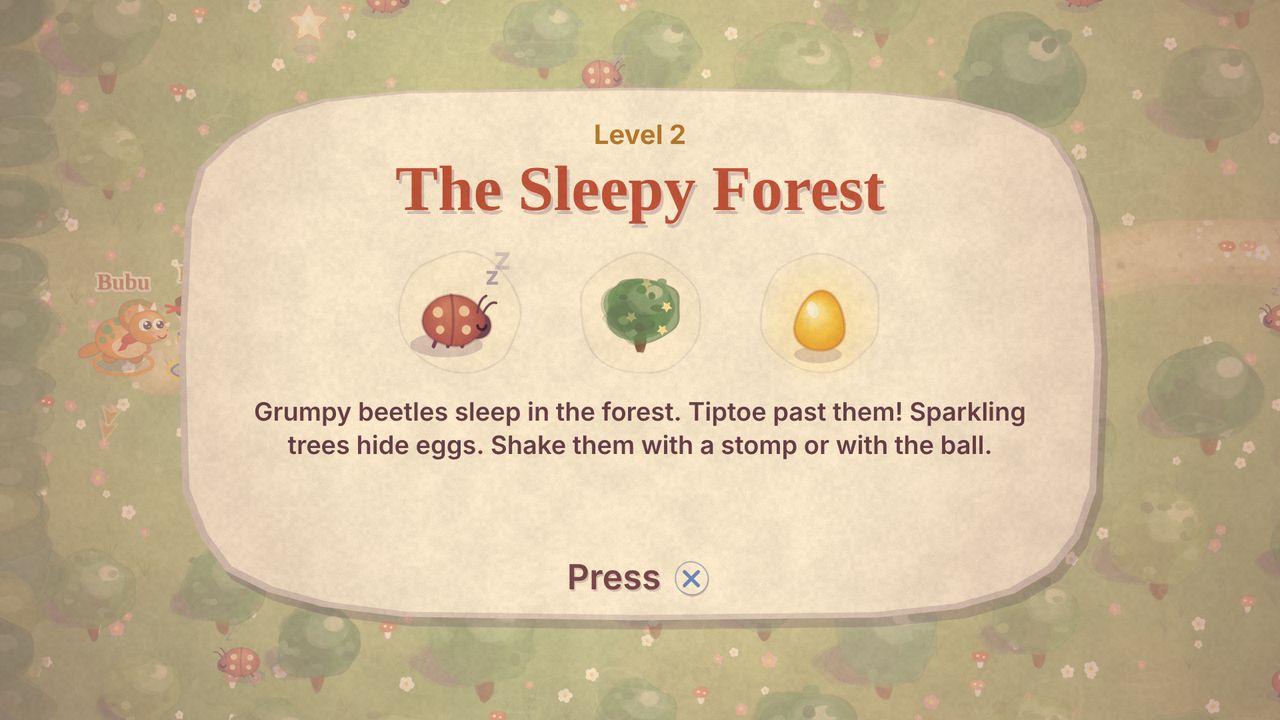 Level 2
The Sleepy Forest
z z
Bubu
Grumpy beetles sleep in the forest. Tiptoe past them! Sparkling
trees hide eggs. Shake them with a stomp or with the ball.
Press